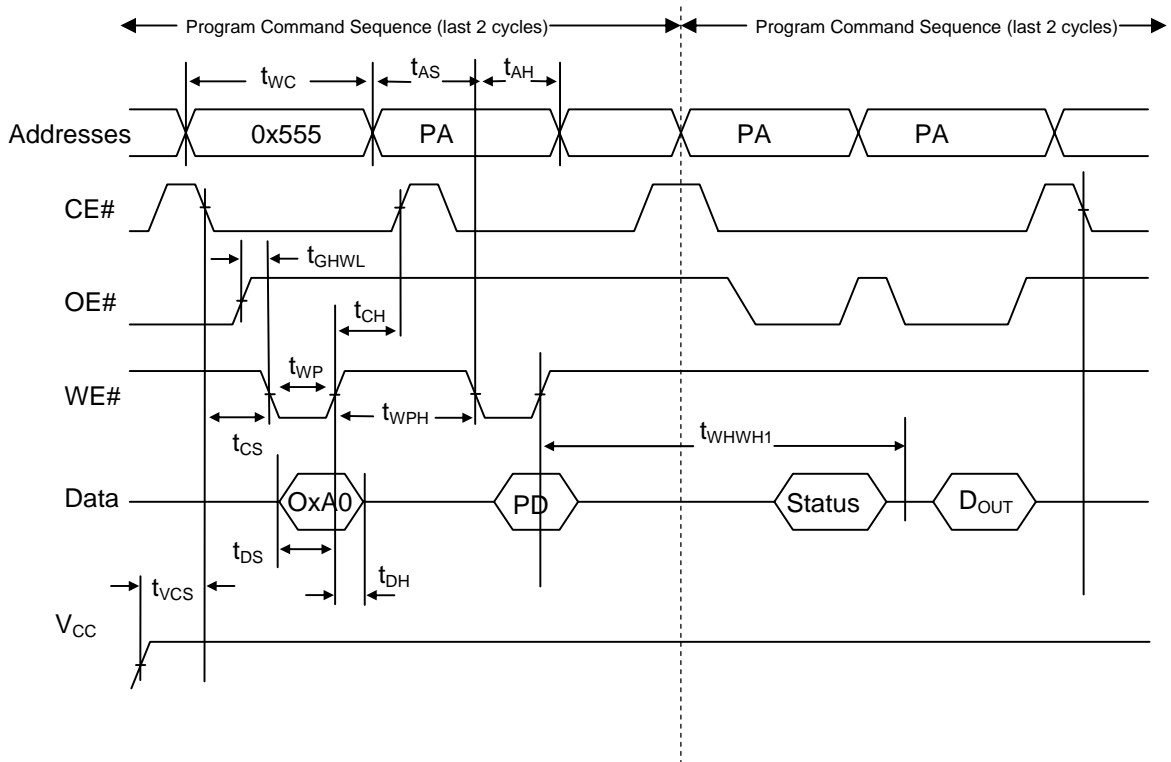 Program Command Sequence (last 2 cycles) Program Command Sequence (last 2 cycles)
tWC tAS tAH
Addresses 0x555 PA PA PA
CE#
tGHWL
OE#
tCH
tWP
WE#
tWPH
tCS tWHWH1
Data OxA0 PD Status DOUT
tDS tDH
tVCS
VCC